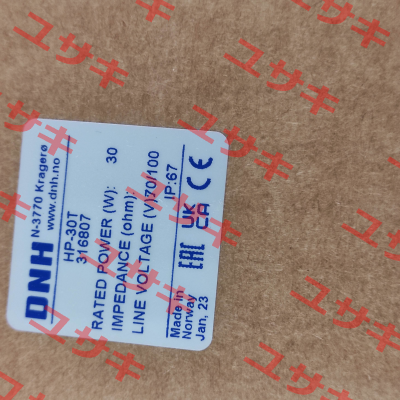 DNH
N-3770 Kragerø
www.dnh.no
HP-30T
316807
RATED POWER (W): 30
IMPEDANCE (ohm):
LINE VOLTAGE (V)70/100
IP:67
Made in
Norway
Jan, 23
EAC
UK
CA
CE
ユサキ
ユサキ
ユサキ
ユサキ
ユサキ
ユサキ
ユサキ
ユサキ